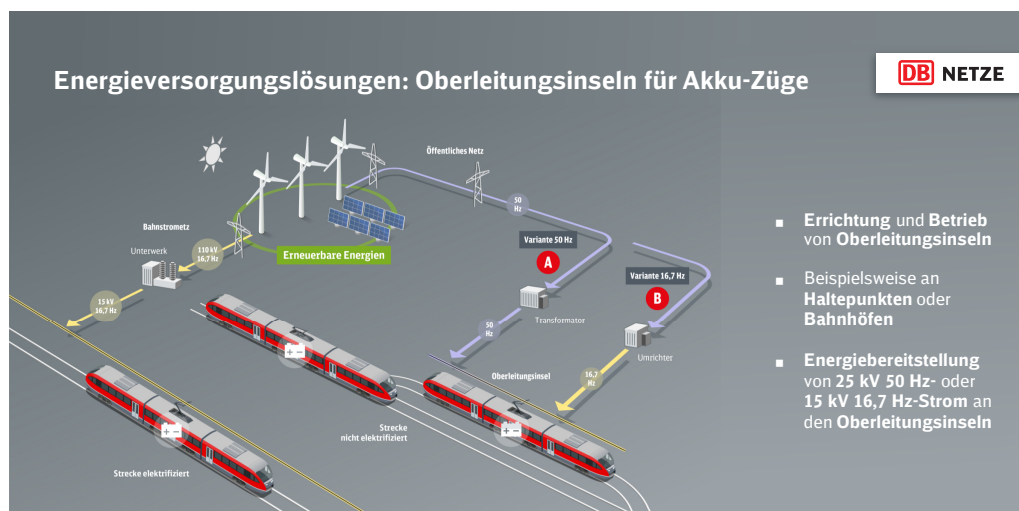 Energieversorgungslösungen: Oberleitungsinseln für Akku-Züge
DB NETZE
Öffentliches Netz
50
Hz
Bahnstrometz
Unterwerk
110 kV
16,7 Hz
Erneuerbare Energien
Variante 50 Hz
A
Variante 16,7 Hz
B
15 kV
16,7 Hz
Transformator
50
Hz
Umrichter
16,7
Hz
Oberleitungsinsel
Strecke
nicht elektrifiziert
Strecke elektrifiziert
Errichtung und Betrieb
von Oberleitungsinseln
Beispielsweise an
Haltepunkten oder
Bahnhöfen
Energiebereitstellung
von 25 kV 50 Hz- oder
15 kV 16,7 Hz-Strom an
den Oberleitungsinseln